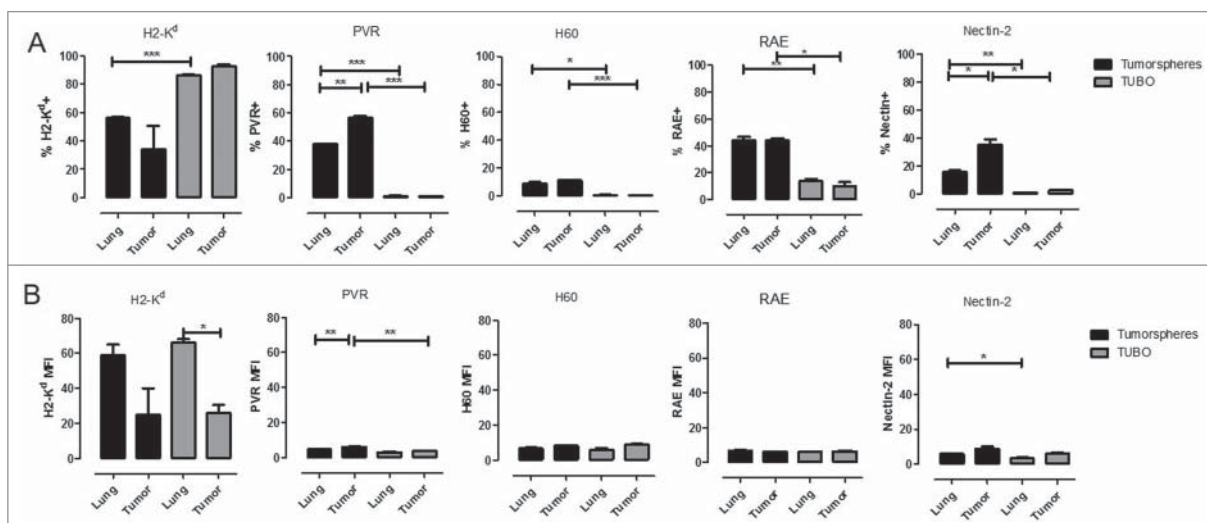 A
H2-Kᵈ
% H2-Kᵈ+
100
80
60
40
20
0
***
Lung
Tumor
Lung
Tumor
PVR
% PVR+
100
80
60
40
20
0
***
**
***
Lung
Tumor
Lung
Tumor
H60
% H60+
100
80
60
40
20
0
*
***
Lung
Tumor
Lung
Tumor
RAE
% RAE+
100
80
60
40
20
0
*
**
Lung
Tumor
Lung
Tumor
Nectin-2
% Nectin+
100
80
60
40
20
0
**
*
*
Lung
Tumor
Lung
Tumor
Tumorspheres
TUBO
B
H2-Kᵈ
H2-Kᵈ MFI
80
60
40
20
0
*
Lung
Tumor
Lung
Tumor
PVR
PVR MFI
80
60
40
20
0
**
**
Lung
Tumor
Lung
Tumor
H60
H60 MFI
80
60
40
20
0
Lung
Tumor
Lung
Tumor
RAE
RAE MFI
80
60
40
20
0
Lung
Tumor
Lung
Tumor
Nectin-2
Nectin-2 MFI
80
60
40
20
0
*
Lung
Tumor
Lung
Tumor
Tumorspheres
TUBO